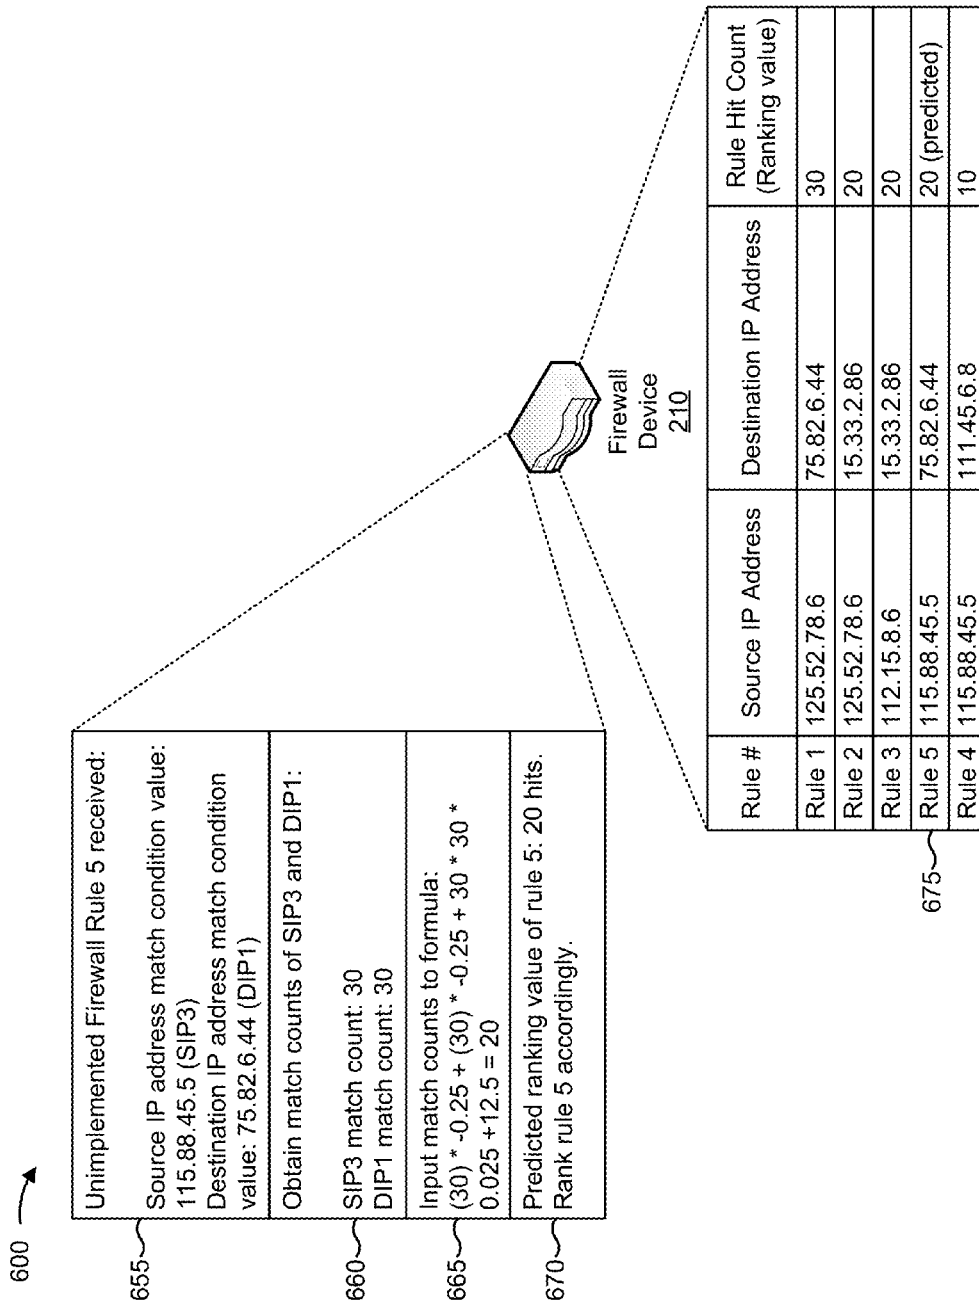 600
655
Unimplemented Firewall Rule 5 received:
Source IP address match condition value:
115.88.45.5 (SIP3)
Destination IP address match condition
value: 75.82.6.44 (DIP1)
660
Obtain match counts of SIP3 and DIP1:
SIP3 match count: 30
DIP1 match count: 30
665
Input match counts to formula:
(30) * -0.25 + (30) * -0.25 + 30 * 30 *
0.025 +12.5 = 20
670
Predicted ranking value of rule 5: 20 hits.
Rank rule 5 accordingly.
Firewall
Device
210
Rule # Source IP Address Destination IP Address Rule Hit Count
(Ranking value)
Rule 1 125.52.78.6 75.82.6.44 30
Rule 2 125.52.78.6 15.33.2.86 20
Rule 3 112.15.8.6 15.33.2.86 20
675
Rule 5 115.88.45.5 75.82.6.44 20 (predicted)
Rule 4 115.88.45.5 111.45.6.8 10